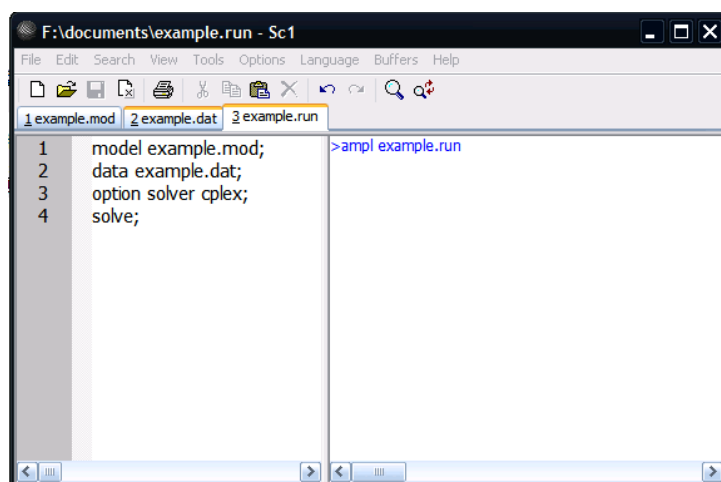 F:\documents\example.run - Sc1
File Edit Search View Tools Options Language Buffers Help
1 example.mod 2 example.dat 3 example.run
1 model example.mod;
2 data example.dat;
3 option solver cplex;
4 solve;
>ampl example.run